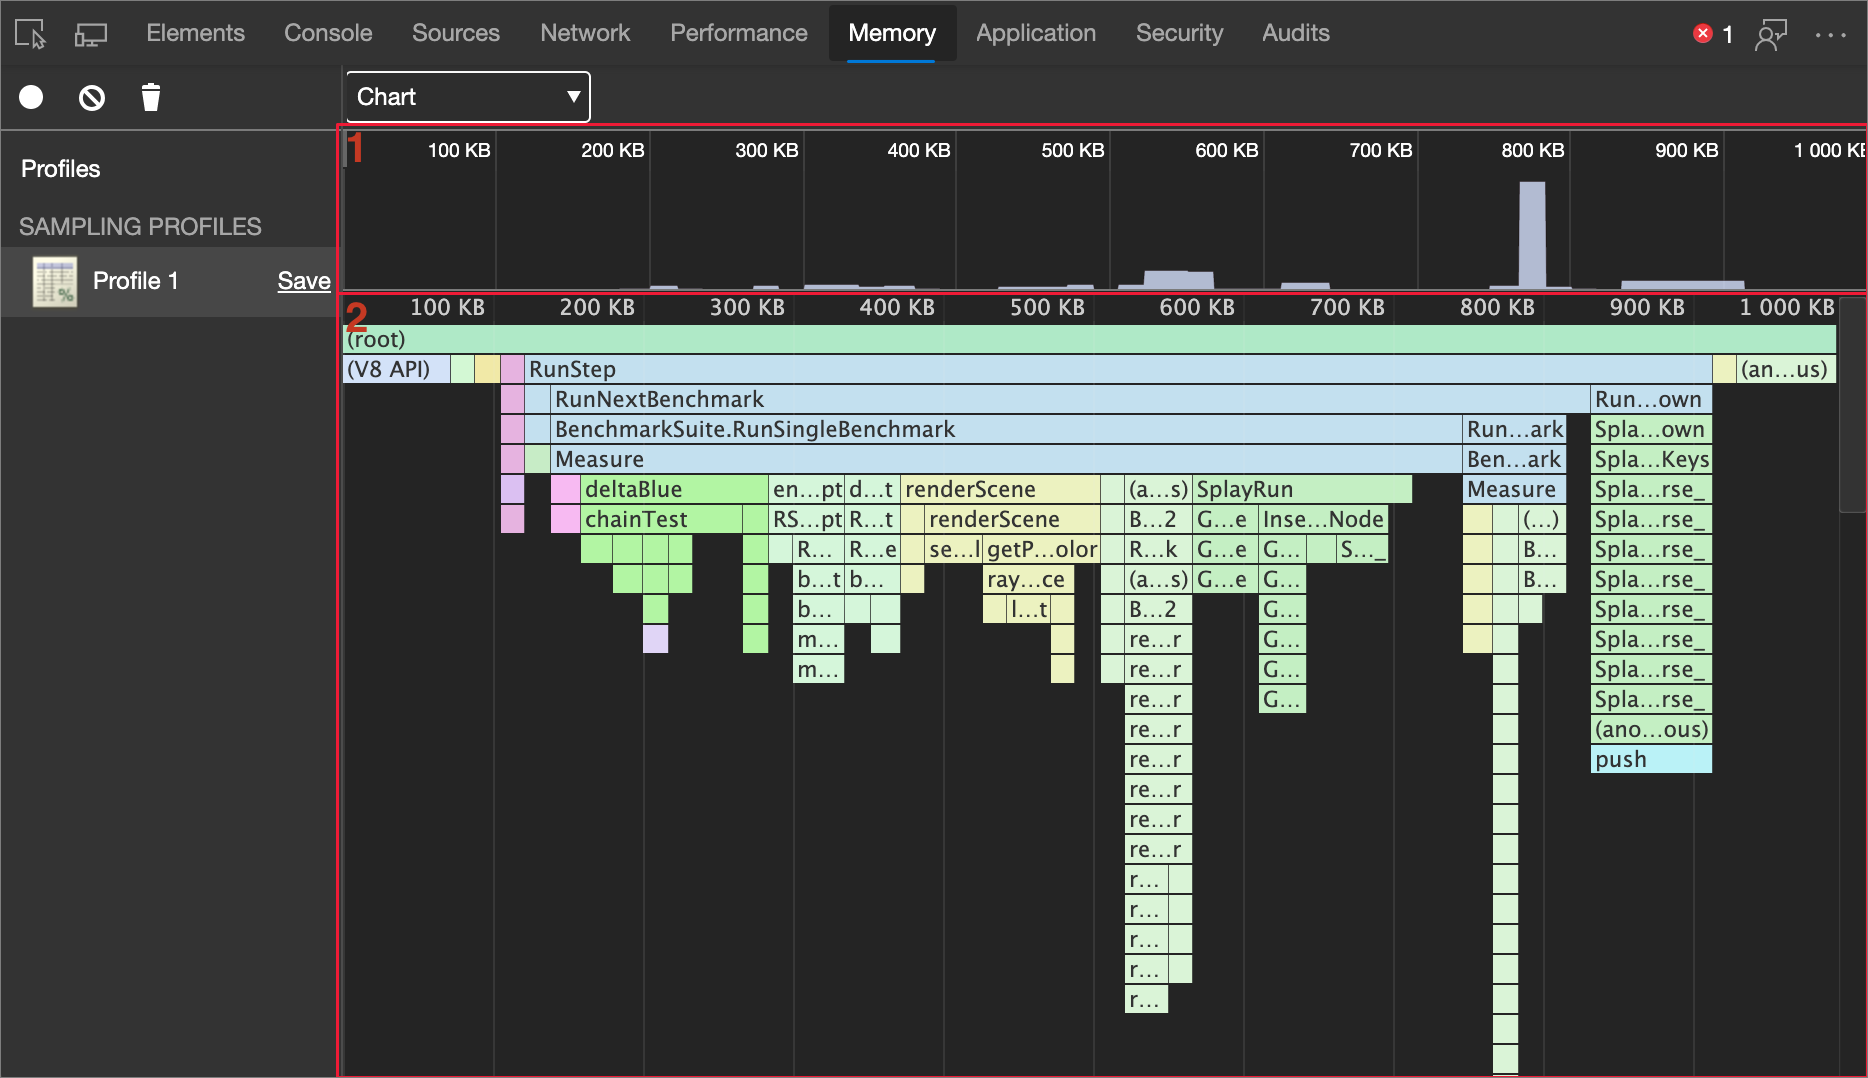 Elements Console Sources Network Performance Memory Application Security Audits 1
Chart
Profiles
SAMPLING PROFILES
Profile 1 Save
1
100 KB 200 KB 300 KB 400 KB 500 KB 600 KB 700 KB 800 KB 900 KB 1 000 KB
2
100 KB 200 KB 300 KB 400 KB 500 KB 600 KB 700 KB 800 KB 900 KB 1 000 KB
(root)
(V8 API) RunStep (an…us)
RunNextBenchmark Run…own
BenchmarkSuite.RunSingleBenchmark Run…ark Spla…own
Measure Ben…ark Spla…Keys
deltaBlue en…pt d…t renderScene (a…s) SplayRun Measure Spla…rse_
chainTest RS…pt R…t renderScene B…2 G…e Inse…Node (…) Spla…rse_
R… R…e se…l getP…olor R…k G…e G… S…_ B… Spla…rse_
b…t b… ray…ce (a…s) G…e G… B… Spla…rse_
b… l…t B…2 G… Spla…rse_
m… re…r G… Spla…rse_
m… re…r G… Spla…rse_
re…r G… Spla…rse_
re…r (ano…ous)
re…r push
re…r
re…r
re…r
r…
r…
r…
r…
r…